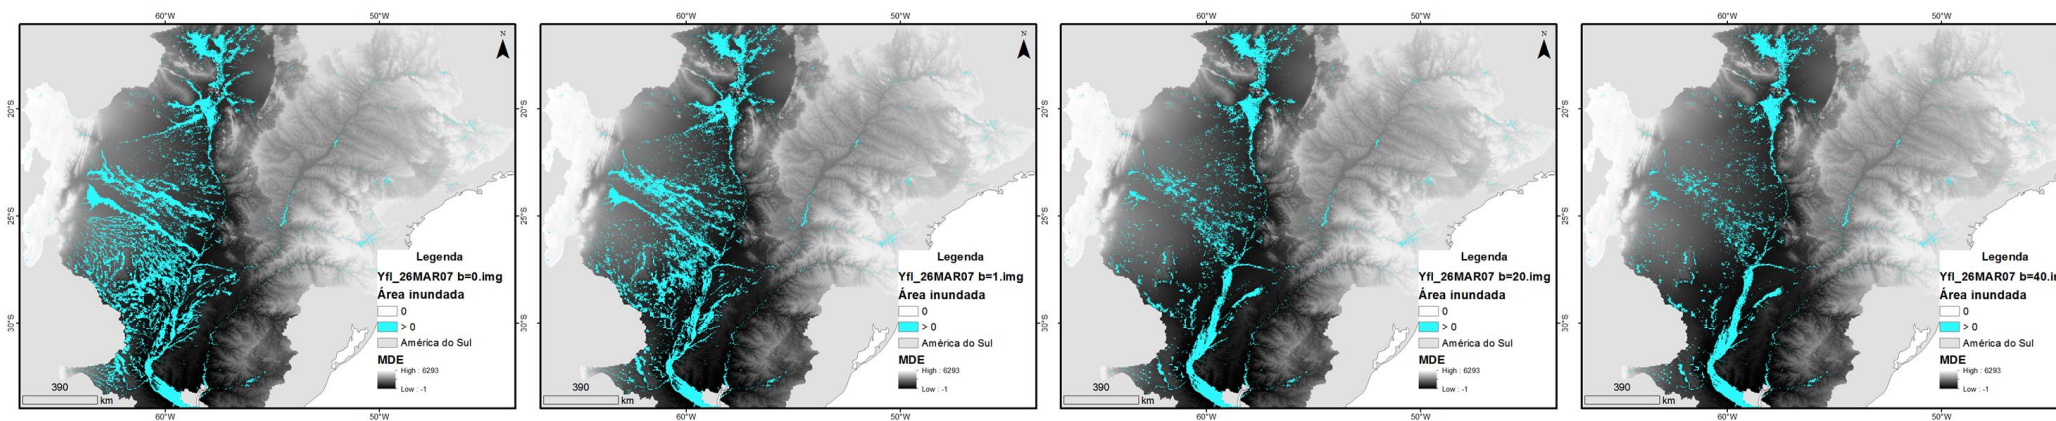 60°W 50°W
N
20°S
25°S
30°S
Legenda
Yfl_26MAR07 b=0.img
Área inundada
0
> 0
América do Sul
MDE
High : 6293
Low : -1
390
km
60°W 50°W
60°W 50°W
N
20°S
25°S
30°S
Legenda
Yfl_26MAR07 b=1.img
Área inundada
0
> 0
América do Sul
MDE
High : 6293
Low : -1
390
km
60°W 50°W
60°W 50°W
N
20°S
25°S
30°S
Legenda
Yfl_26MAR07 b=20.img
Área inundada
0
> 0
América do Sul
MDE
High : 6293
Low : -1
390
km
60°W 50°W
60°W 50°W
20°S
25°S
30°S
Legenda
Yfl_26MAR07 b=40.im
Área inundada
0
> 0
América do Sul
MDE
High : 6293
Low : -1
390
km
60°W 50°W